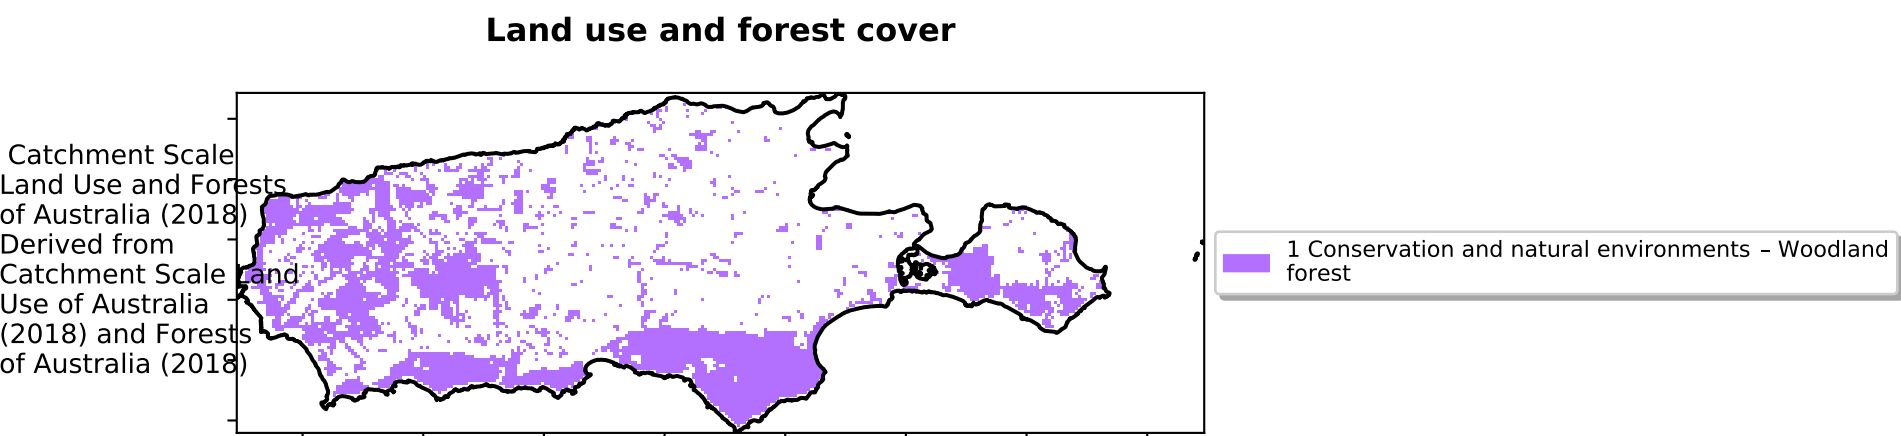 Land use and forest cover
Catchment Scale
Land Use and Forests
of Australia (2018)
Derived from
Catchment Scale Land
Use of Australia
(2018) and Forests
of Australia (2018)
1 Conservation and natural environments – Woodland
forest